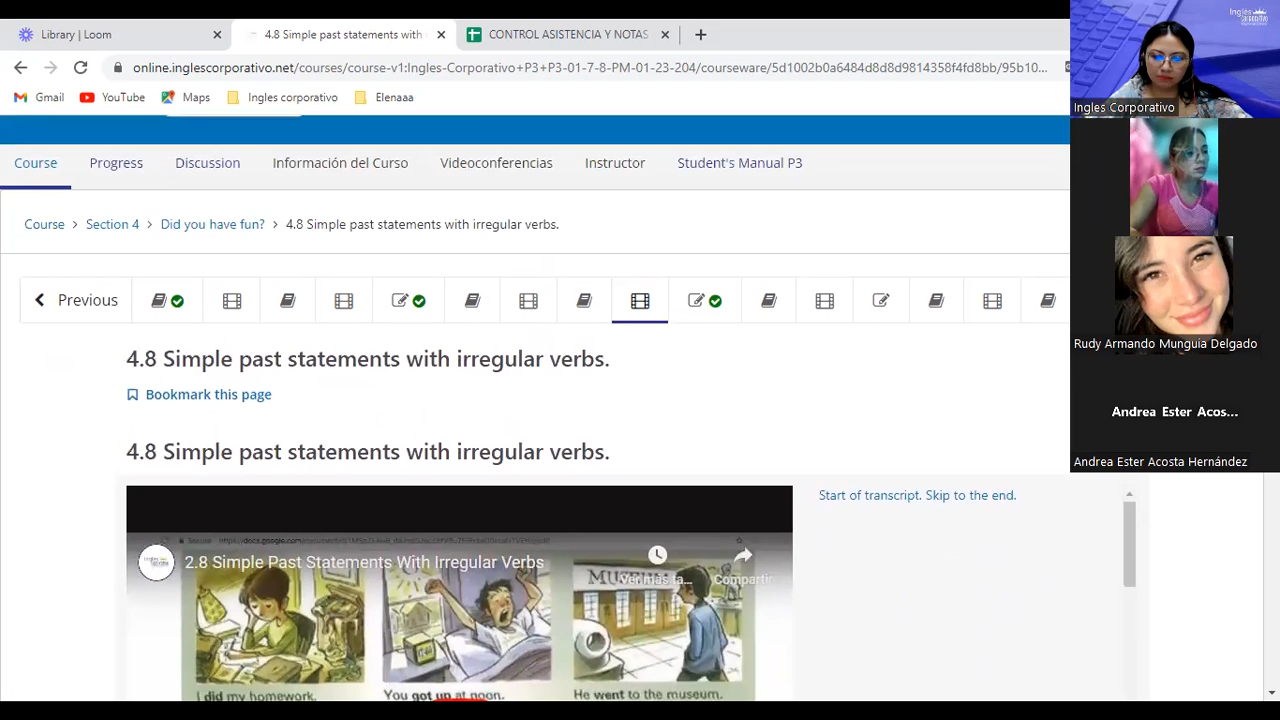 Library | Loom
4.8 Simple past statements with
CONTROL ASISTENCIA Y NOTAS
online.inglescorporativo.net/courses/course-v1:Ingles-Corporativo+P3+P3-01-7-8-PM-01-23-204/courseware/5d1002b0a6484d8d8d9814358f4fd8bb/95b10...
Gmail
YouTube
Maps
Ingles corporativo
Elenaaa
Course
Progress
Discussion
Información del Curso
Videoconferencias
Instructor
Student's Manual P3
Course > Section 4 > Did you have fun? > 4.8 Simple past statements with irregular verbs.
Previous
4.8 Simple past statements with irregular verbs.
Bookmark this page
4.8 Simple past statements with irregular verbs.
Start of transcript. Skip to the end.
2.8 Simple Past Statements With Irregular Verbs
Ver más ta...
Compartir
MUSEUM
I did my homework.
You got up at noon.
He went to the museum.
Ingles Corporativo
Rudy Armando Munguia Delgado
Andrea Ester Acos...
Andrea Ester Acosta Hernández